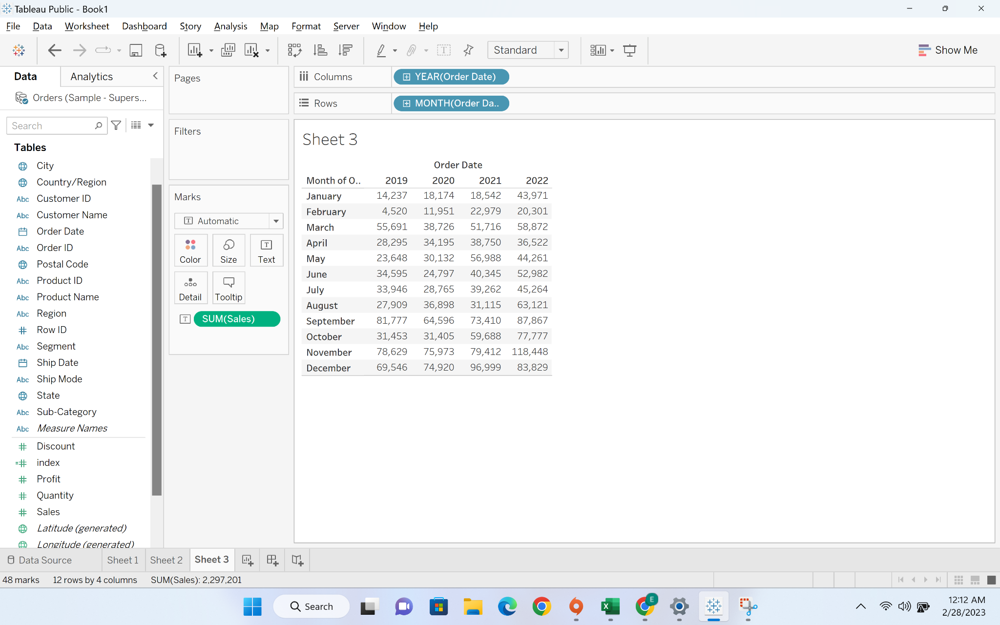 Tableau Public - Book1
File Data Worksheet Dashboard Story Analysis Map Format Server Window Help
Standard
Show Me
Data Analytics
Orders (Sample - Supers...
Search
Tables
City
Country/Region
Abc Customer ID
Abc Customer Name
Order Date
Abc Order ID
Postal Code
Abc Product ID
Abc Product Name
Abc Region
# Row ID
Abc Segment
Ship Date
Abc Ship Mode
State
Abc Sub-Category
Abc Measure Names
# Discount
=# index
# Profit
# Quantity
# Sales
Latitude (generated)
Longitude (generated)
Pages
Filters
Marks
T Automatic
Color Size T Text
Detail Tooltip
T SUM(Sales)
Columns YEAR(Order Date)
Rows MONTH(Order Da..
Sheet 3
Order Date
Month of O.. 2019 2020 2021 2022
January 14,237 18,174 18,542 43,971
February 4,520 11,951 22,979 20,301
March 55,691 38,726 51,716 58,872
April 28,295 34,195 38,750 36,522
May 23,648 30,132 56,988 44,261
June 34,595 24,797 40,345 52,982
July 33,946 28,765 39,262 45,264
August 27,909 36,898 31,115 63,121
September 81,777 64,596 73,410 87,867
October 31,453 31,405 59,688 77,777
November 78,629 75,973 79,412 118,448
December 69,546 74,920 96,999 83,829
Data Source Sheet 1 Sheet 2 Sheet 3
48 marks 12 rows by 4 columns SUM(Sales): 2,297,201
Search
E
12:12 AM
2/28/2023